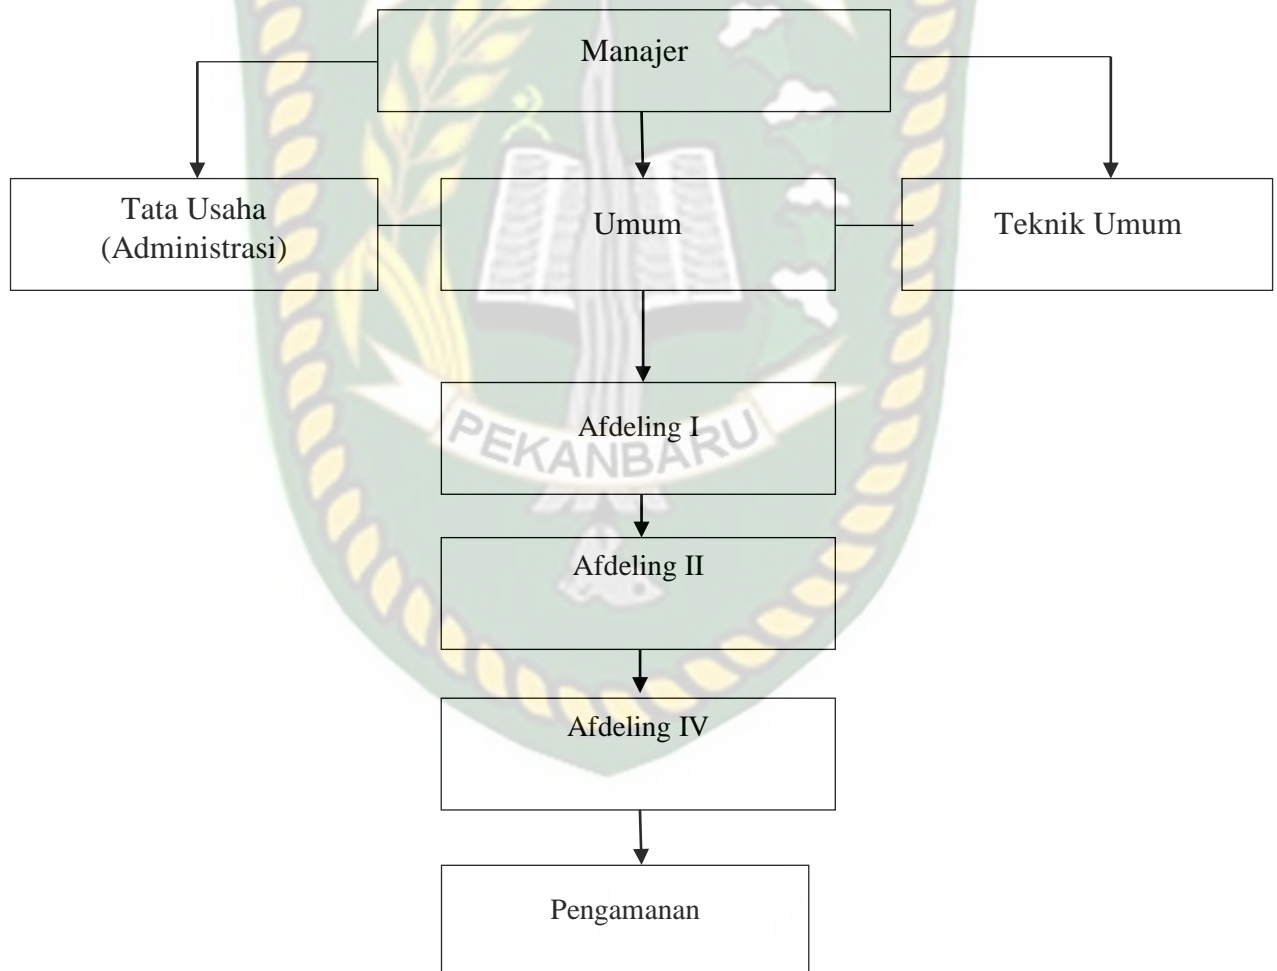 Manajer
Tata Usaha
(Administrasi)
Umum
Teknik Umum
Afdeling I
PEKANBARU
Afdeling II
Afdeling IV
Pengamanan